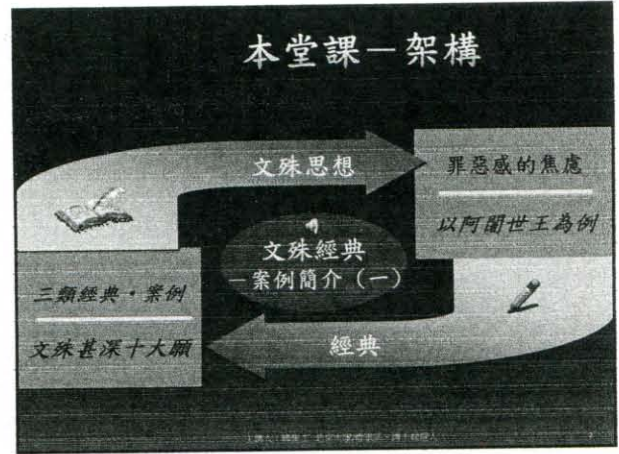 本堂課－架構
文殊思想
罪惡感的焦慮
以阿闍世王為例
文殊經典
－案例簡介（一）
三類經典・案例
文殊甚深十大願
經典